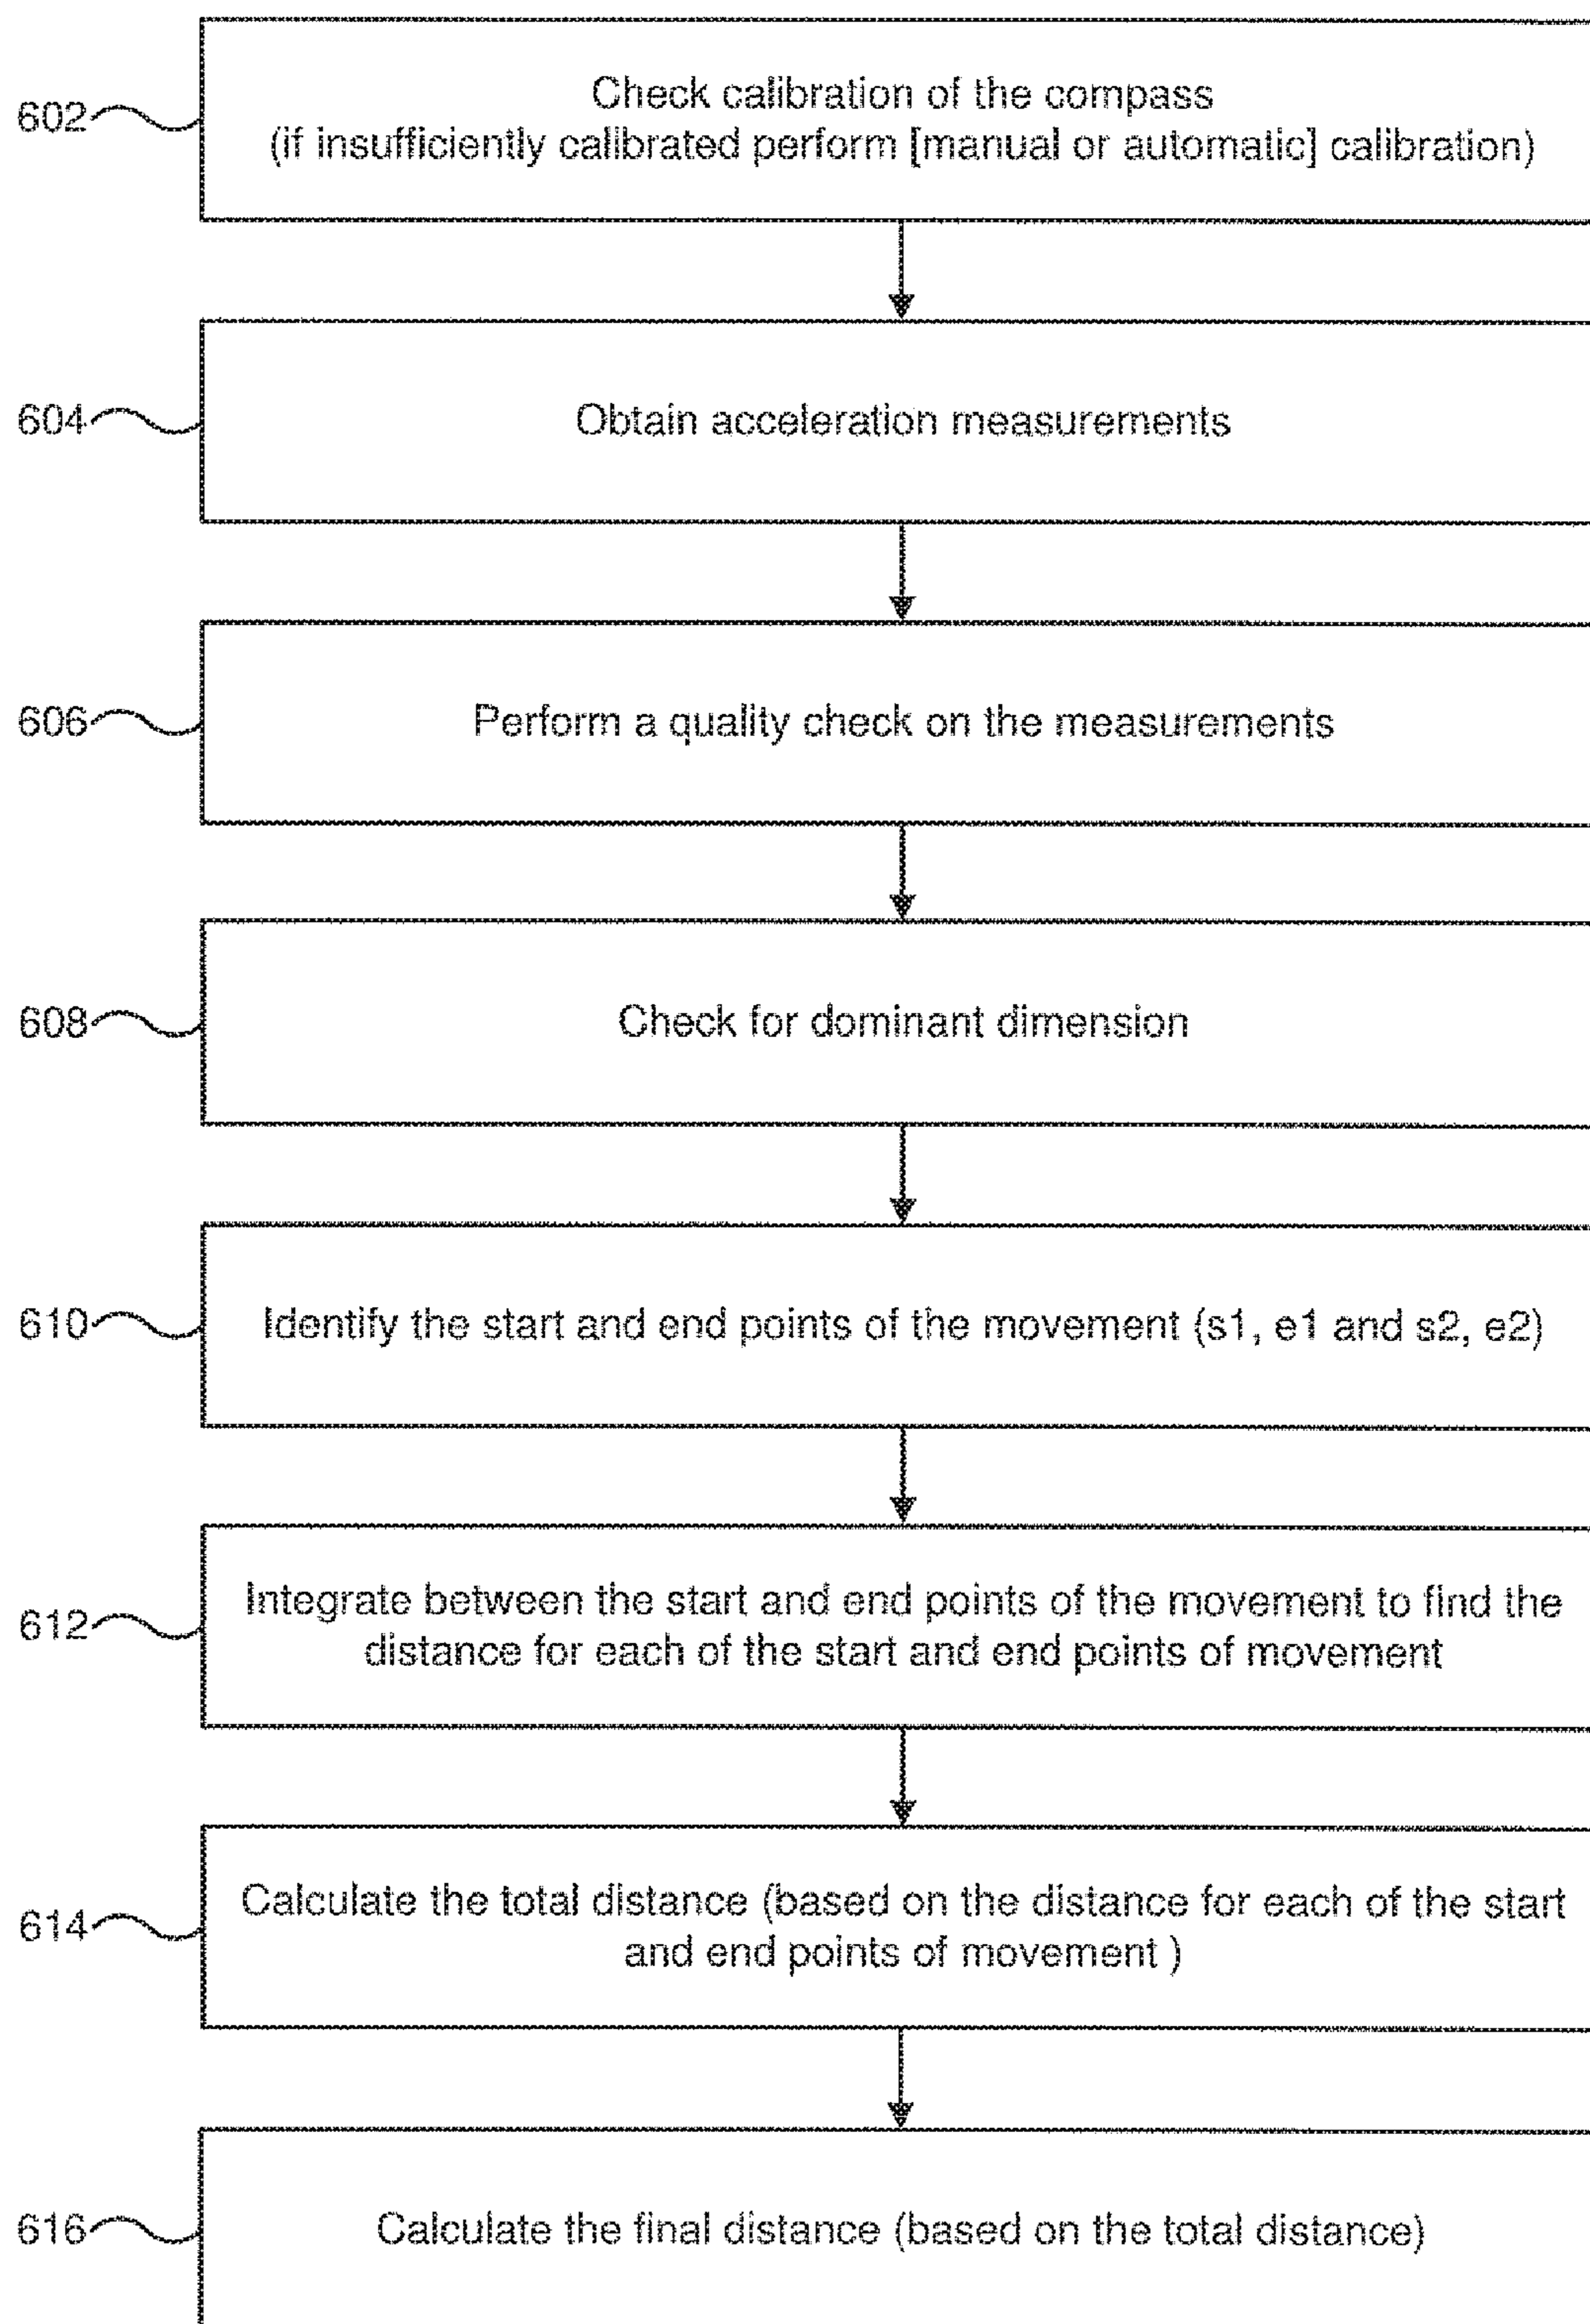 602
Check calibration of the compass
(if insufficiently calibrated perform [manual or automatic] calibration)
604
Obtain acceleration measurements
606
Perform a quality check on the measurements
608
Check for dominant dimension
610
Identify the start and end points of the movement (s1, e1 and s2, e2)
612
Integrate between the start and end points of the movement to find the
distance for each of the start and end points of movement
614
Calculate the total distance (based on the distance for each of the start
and end points of movement )
616
Calculate the final distance (based on the total distance)